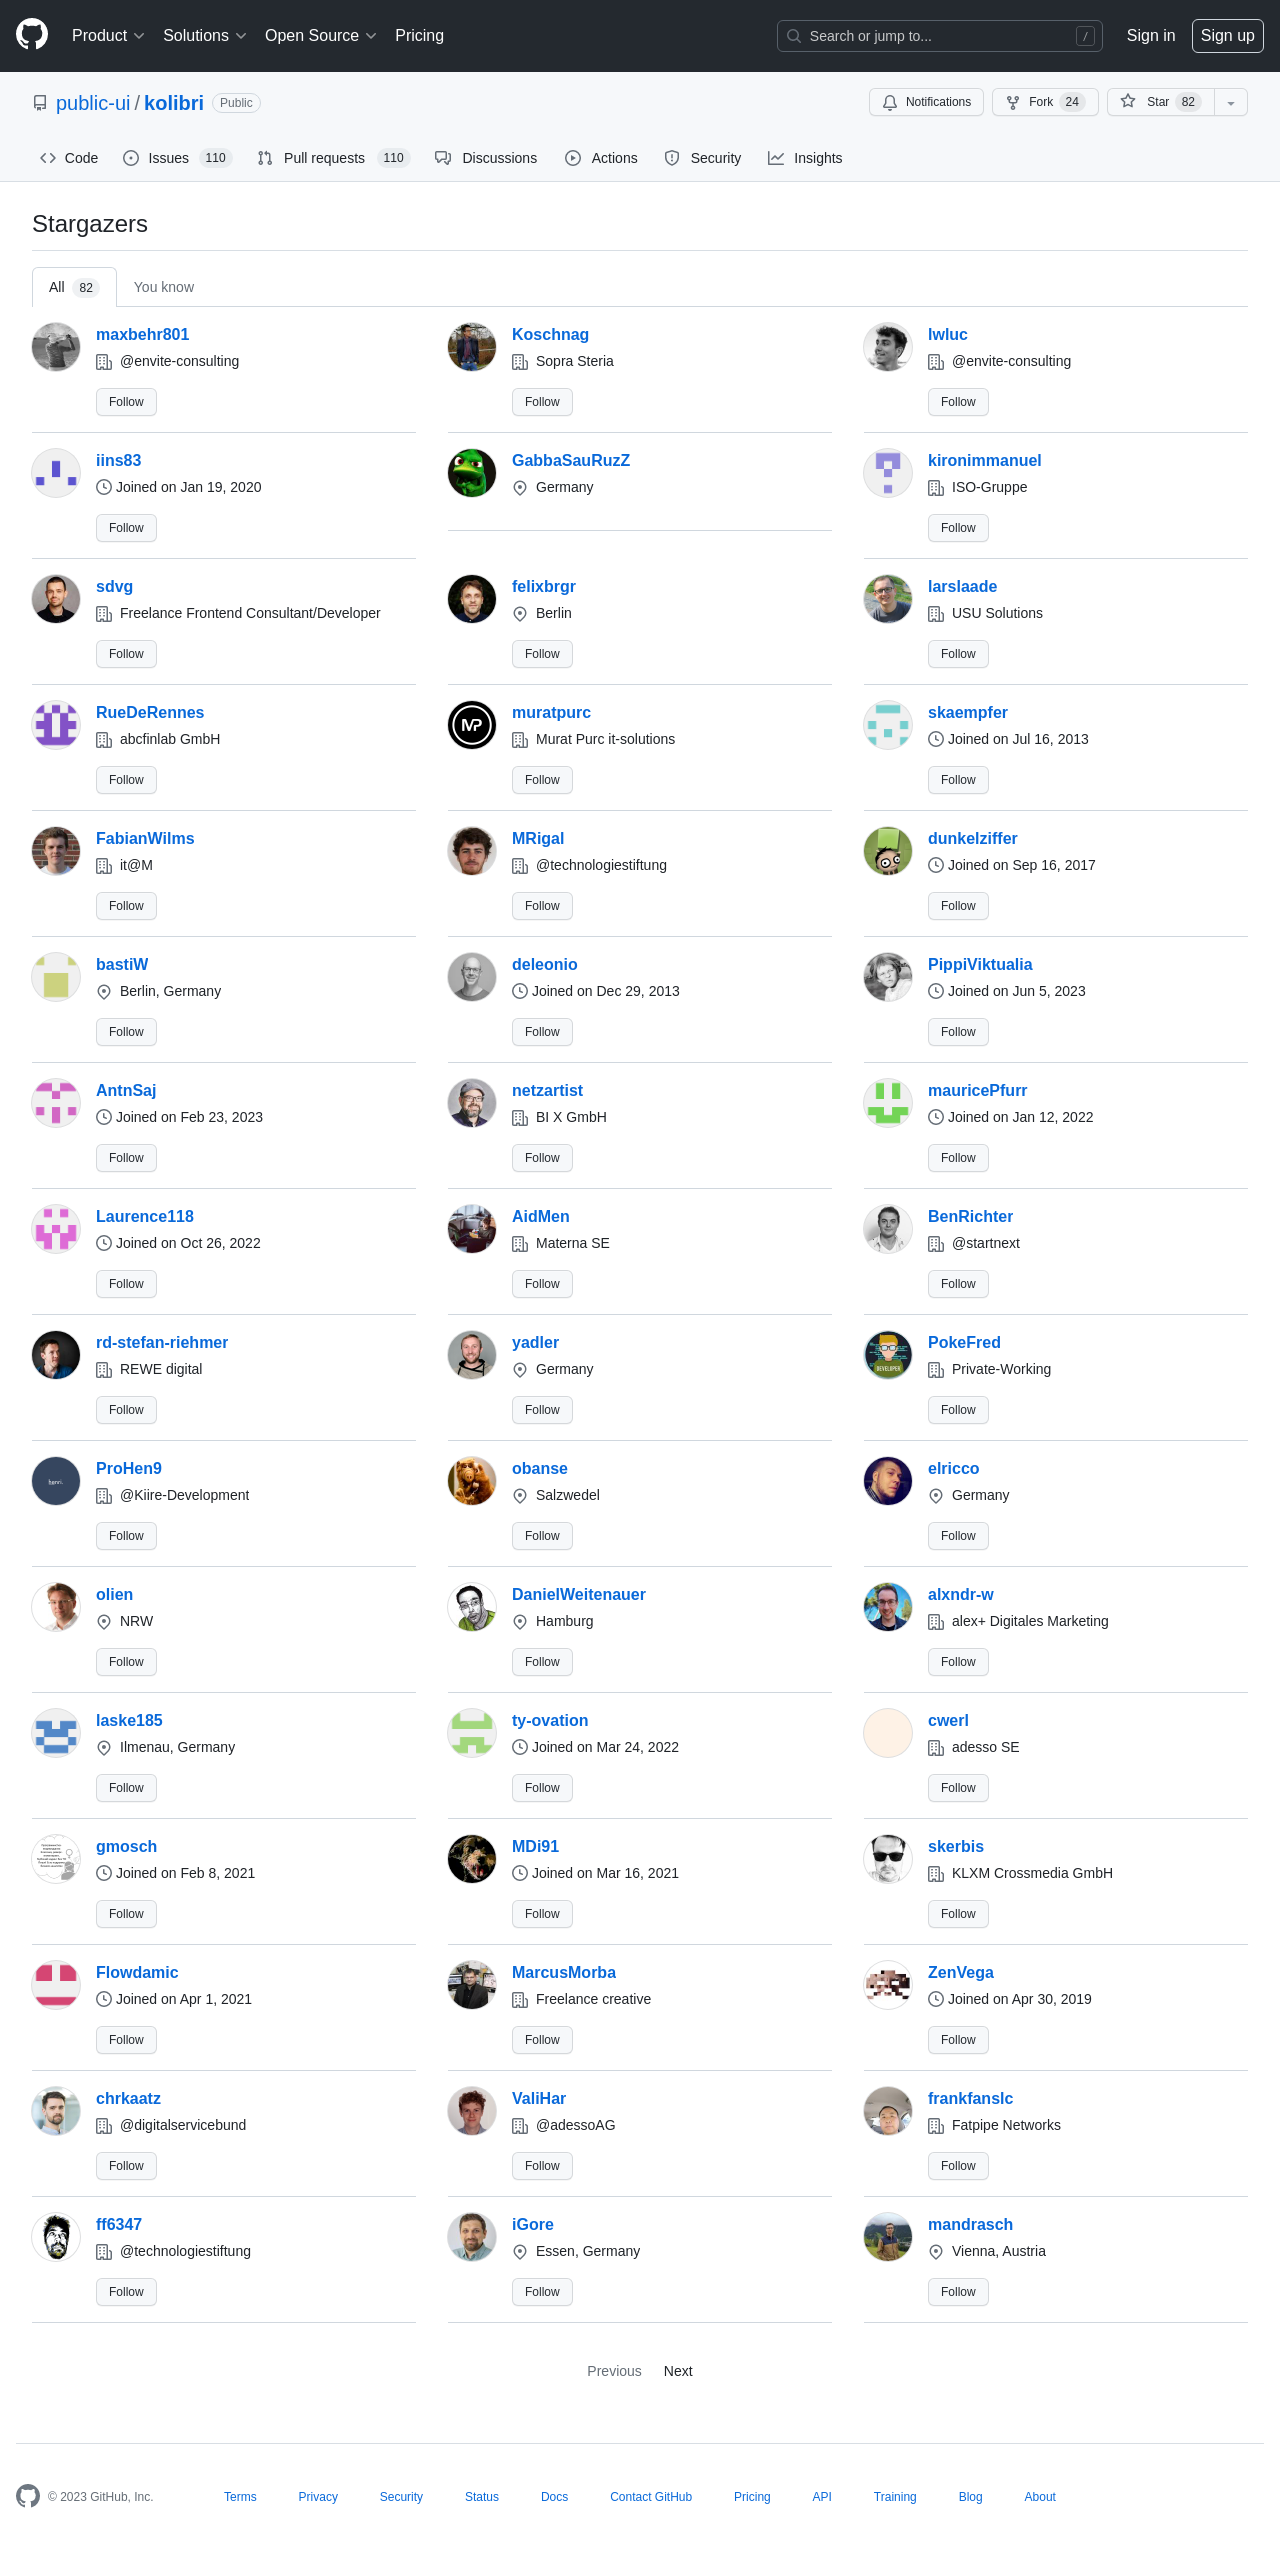 Product Solutions Open Source Pricing Search or jump to... / Sign in Sign up
public-ui / kolibri Public Notifications Fork 24 Star 82
Code Issues 110 Pull requests 110 Discussions Actions Security Insights
Stargazers
All 82 You know
maxbehr801 Koschnag lwluc
@envite-consulting Sopra Steria @envite-consulting
Follow Follow Follow
iins83 GabbaSauRuzZ kironimmanuel
Joined on Jan 19, 2020 Germany ISO-Gruppe
Follow Follow
sdvg felixbrgr larslaade
Freelance Frontend Consultant/Developer Berlin USU Solutions
Follow Follow Follow
RueDeRennes muratpurc skaempfer
abcfinlab GmbH Murat Purc it-solutions Joined on Jul 16, 2013
Follow Follow Follow
FabianWilms MRigal dunkelziffer
it@M @technologiestiftung Joined on Sep 16, 2017
Follow Follow Follow
bastiW deleonio PippiViktualia
Berlin, Germany Joined on Dec 29, 2013 Joined on Jun 5, 2023
Follow Follow Follow
AntnSaj netzartist mauricePfurr
Joined on Feb 23, 2023 BI X GmbH Joined on Jan 12, 2022
Follow Follow Follow
Laurence118 AidMen BenRichter
Joined on Oct 26, 2022 Materna SE @startnext
Follow Follow Follow
rd-stefan-riehmer yadler PokeFred
REWE digital Germany Private-Working
Follow Follow Follow
ProHen9 obanse elricco
@Kiire-Development Salzwedel Germany
Follow Follow Follow
olien DanielWeitenauer alxndr-w
NRW Hamburg alex+ Digitales Marketing
Follow Follow Follow
laske185 ty-ovation cwerl
Ilmenau, Germany Joined on Mar 24, 2022 adesso SE
Follow Follow Follow
gmosch MDi91 skerbis
Joined on Feb 8, 2021 Joined on Mar 16, 2021 KLXM Crossmedia GmbH
Follow Follow Follow
Flowdamic MarcusMorba ZenVega
Joined on Apr 1, 2021 Freelance creative Joined on Apr 30, 2019
Follow Follow Follow
chrkaatz ValiHar frankfanslc
@digitalservicebund @adessoAG Fatpipe Networks
Follow Follow Follow
ff6347 iGore mandrasch
@technologiestiftung Essen, Germany Vienna, Austria
Follow Follow Follow
Previous Next
© 2023 GitHub, Inc. Terms Privacy Security Status Docs Contact GitHub Pricing API Training Blog About